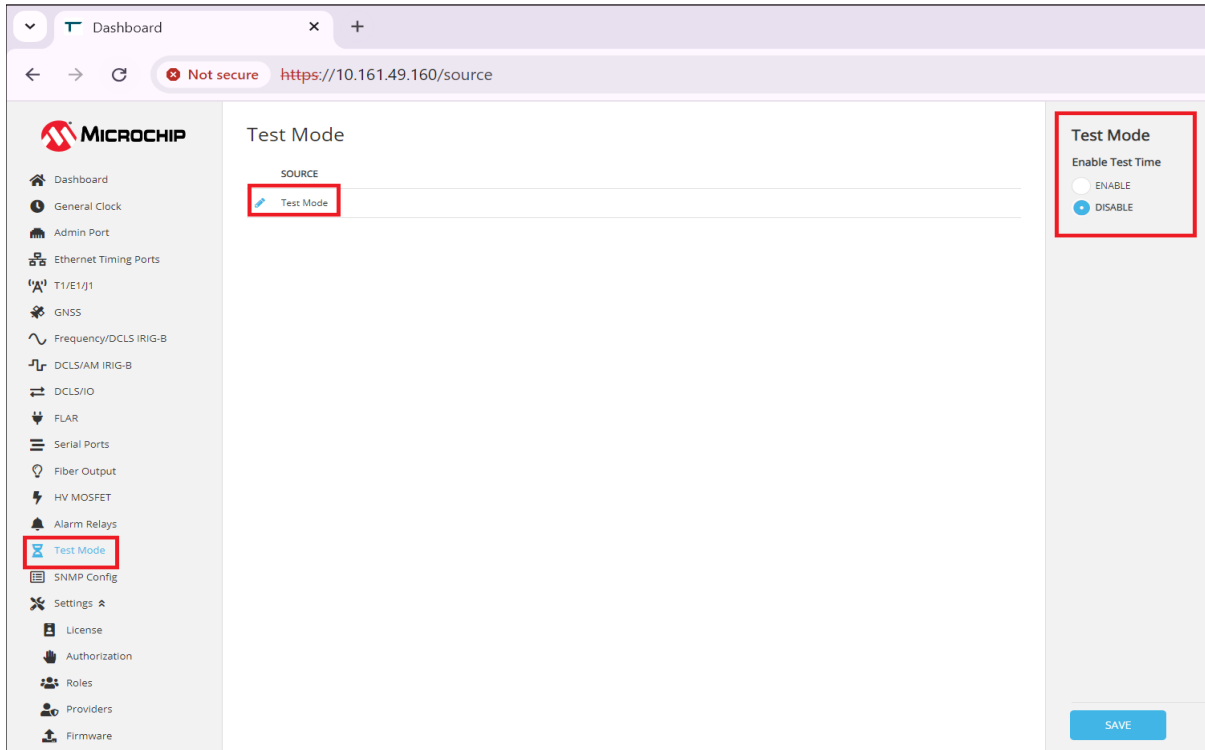 Dashboard
Not secure https://10.161.49.160/source
MICROCHIP
Dashboard
General Clock
Admin Port
Ethernet Timing Ports
T1/E1/J1
GNSS
Frequency/DCLS IRIG-B
DCLS/AM IRIG-B
DCLS/IO
FLAR
Serial Ports
Fiber Output
HV MOSFET
Alarm Relays
Test Mode
SNMP Config
Settings
License
Authorization
Roles
Providers
Firmware
Test Mode
SOURCE
Test Mode
Test Mode
Enable Test Time
ENABLE
DISABLE
SAVE